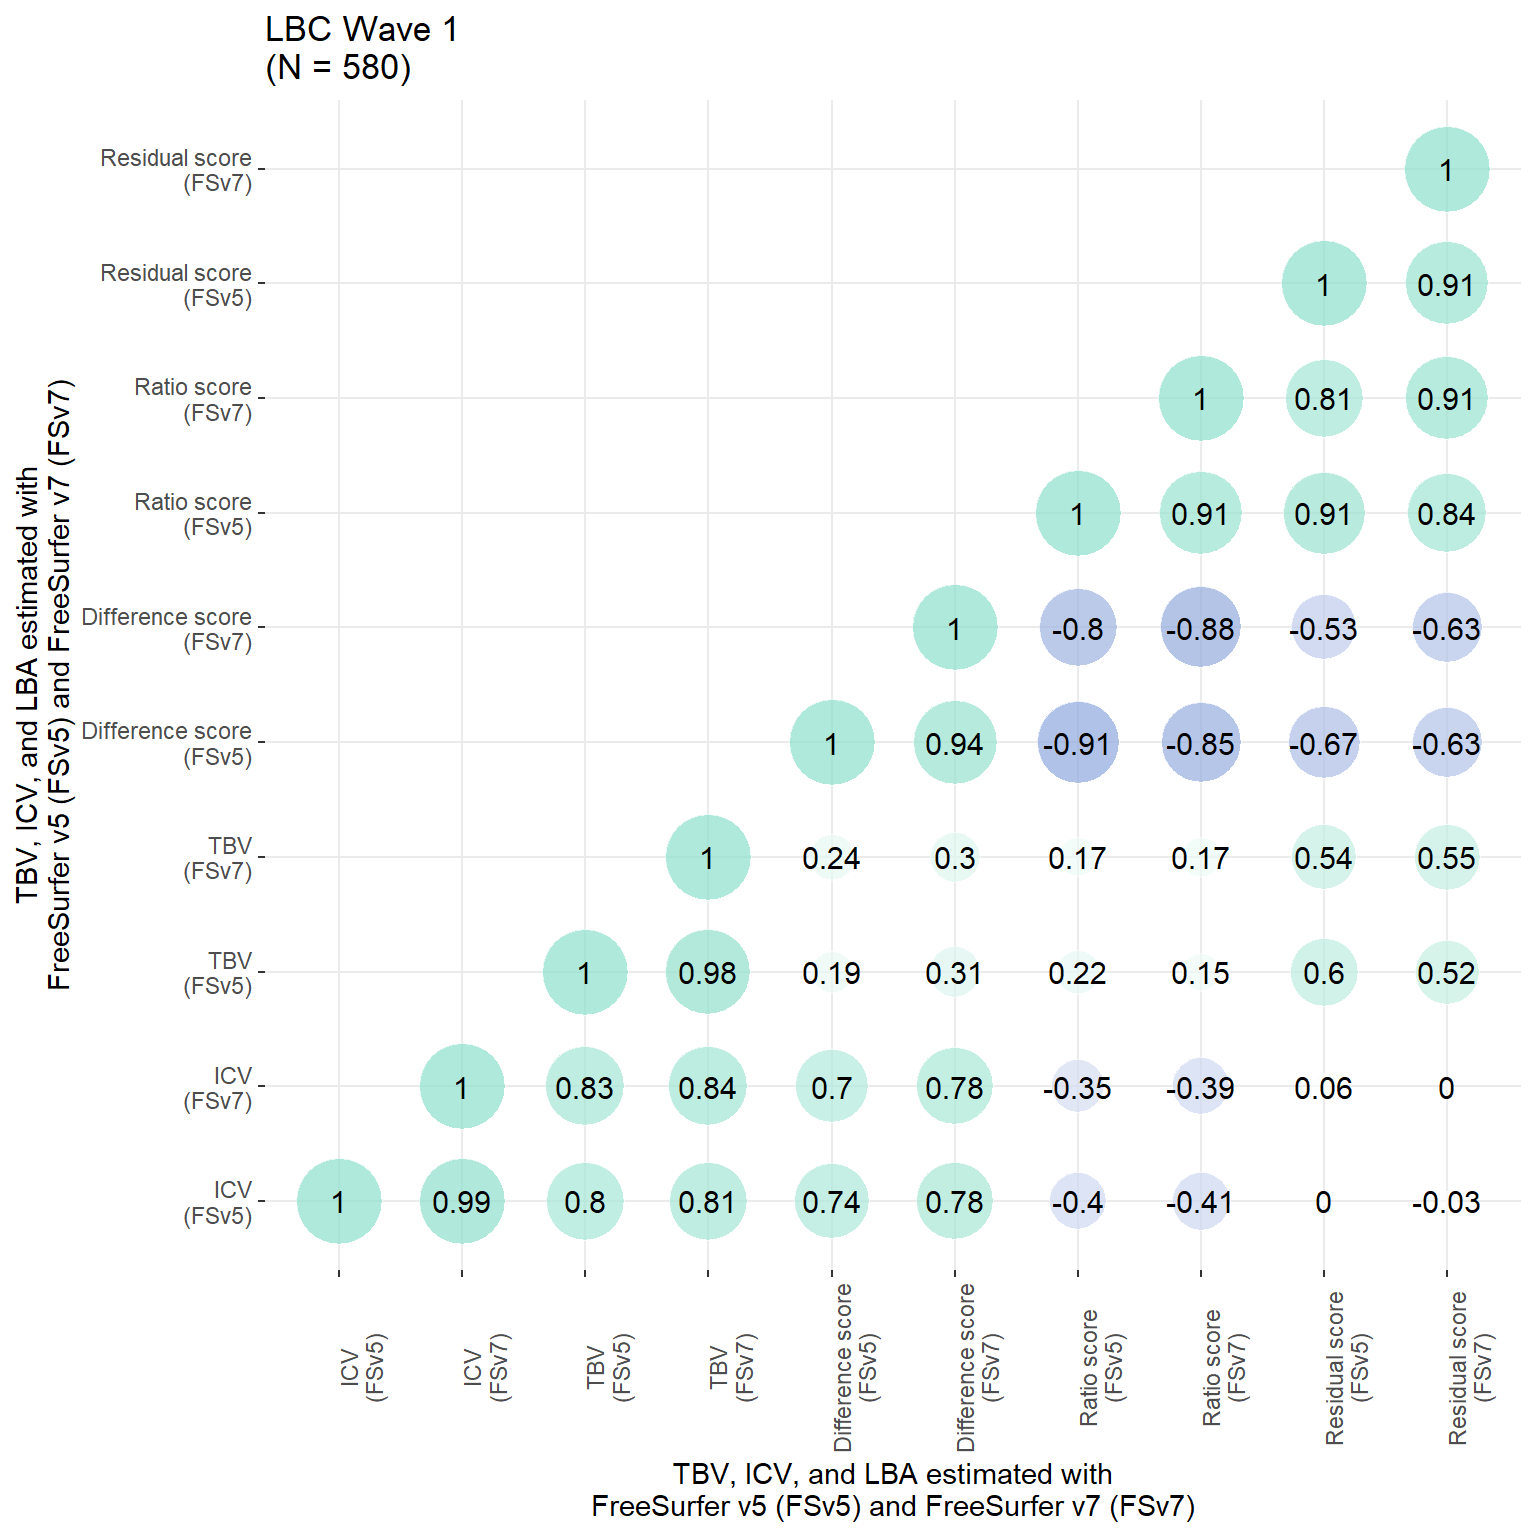 LBC Wave 1
(N = 580)
TBV, ICV, and LBA estimated with
FreeSurfer v5 (FSv5) and FreeSurfer v7 (FSv7)
Residual score
(FSv7)
1
Residual score
(FSv5)
1 0.91
Ratio score
(FSv7)
1 0.81 0.91
Ratio score
(FSv5)
1 0.91 0.91 0.84
Difference score
(FSv7)
1 -0.8 -0.88 -0.53 -0.63
Difference score
(FSv5)
1 0.94 -0.91 -0.85 -0.67 -0.63
TBV
(FSv7)
1 0.24 0.3 0.17 0.17 0.54 0.55
TBV
(FSv5)
1 0.98 0.19 0.31 0.22 0.15 0.6 0.52
ICV
(FSv7)
1 0.83 0.84 0.7 0.78 -0.35 -0.39 0.06 0
ICV
(FSv5)
1 0.99 0.8 0.81 0.74 0.78 -0.4 -0.41 0 -0.03
ICV
(FSv5)
ICV
(FSv7)
TBV
(FSv5)
TBV
(FSv7)
Difference score
(FSv5)
Difference score
(FSv7)
Ratio score
(FSv5)
Ratio score
(FSv7)
Residual score
(FSv5)
Residual score
(FSv7)
TBV, ICV, and LBA estimated with
FreeSurfer v5 (FSv5) and FreeSurfer v7 (FSv7)